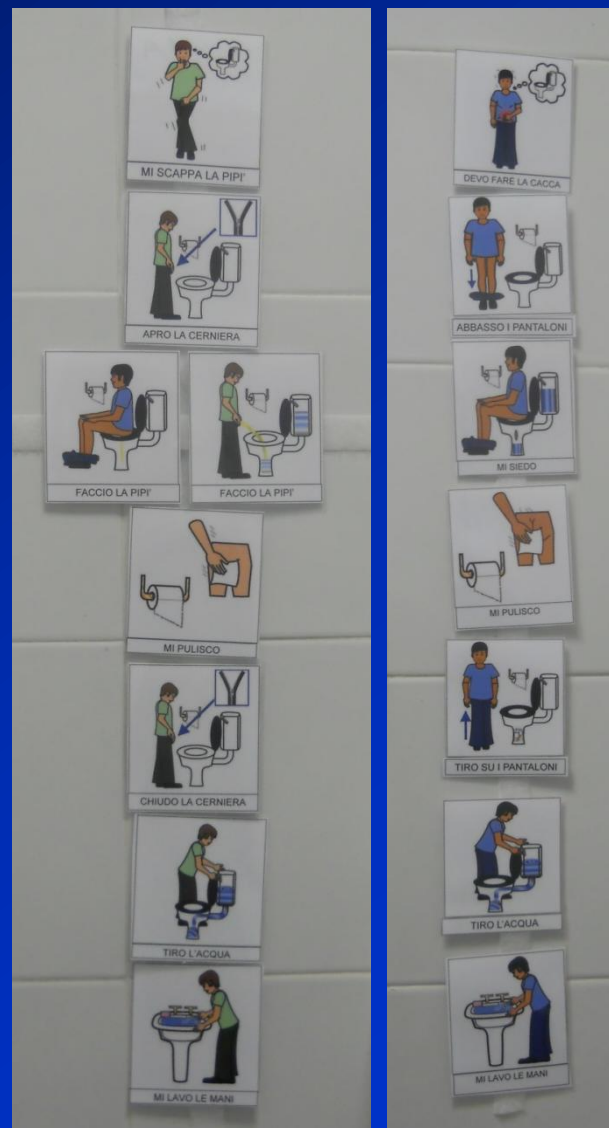 MI SCAPPA LA PIPI'
APRO LA CERNIERA
FACCIO LA PIPI'
FACCIO LA PIPI'
MI PULISCO
CHIUDO LA CERNIERA
TIRO L'ACQUA
MI LAVO LE MANI
DEVO FARE LA CACCA
ABBASSO I PANTALONI
MI SIEDO
MI PULISCO
TIRO SU I PANTALONI
TIRO L'ACQUA
MI LAVO LE MANI